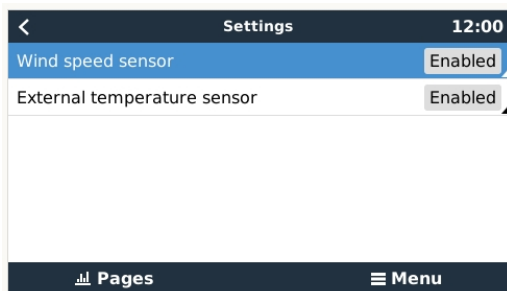 Settings 12:00
Wind speed sensor Enabled
External temperature sensor Enabled
Pages Menu